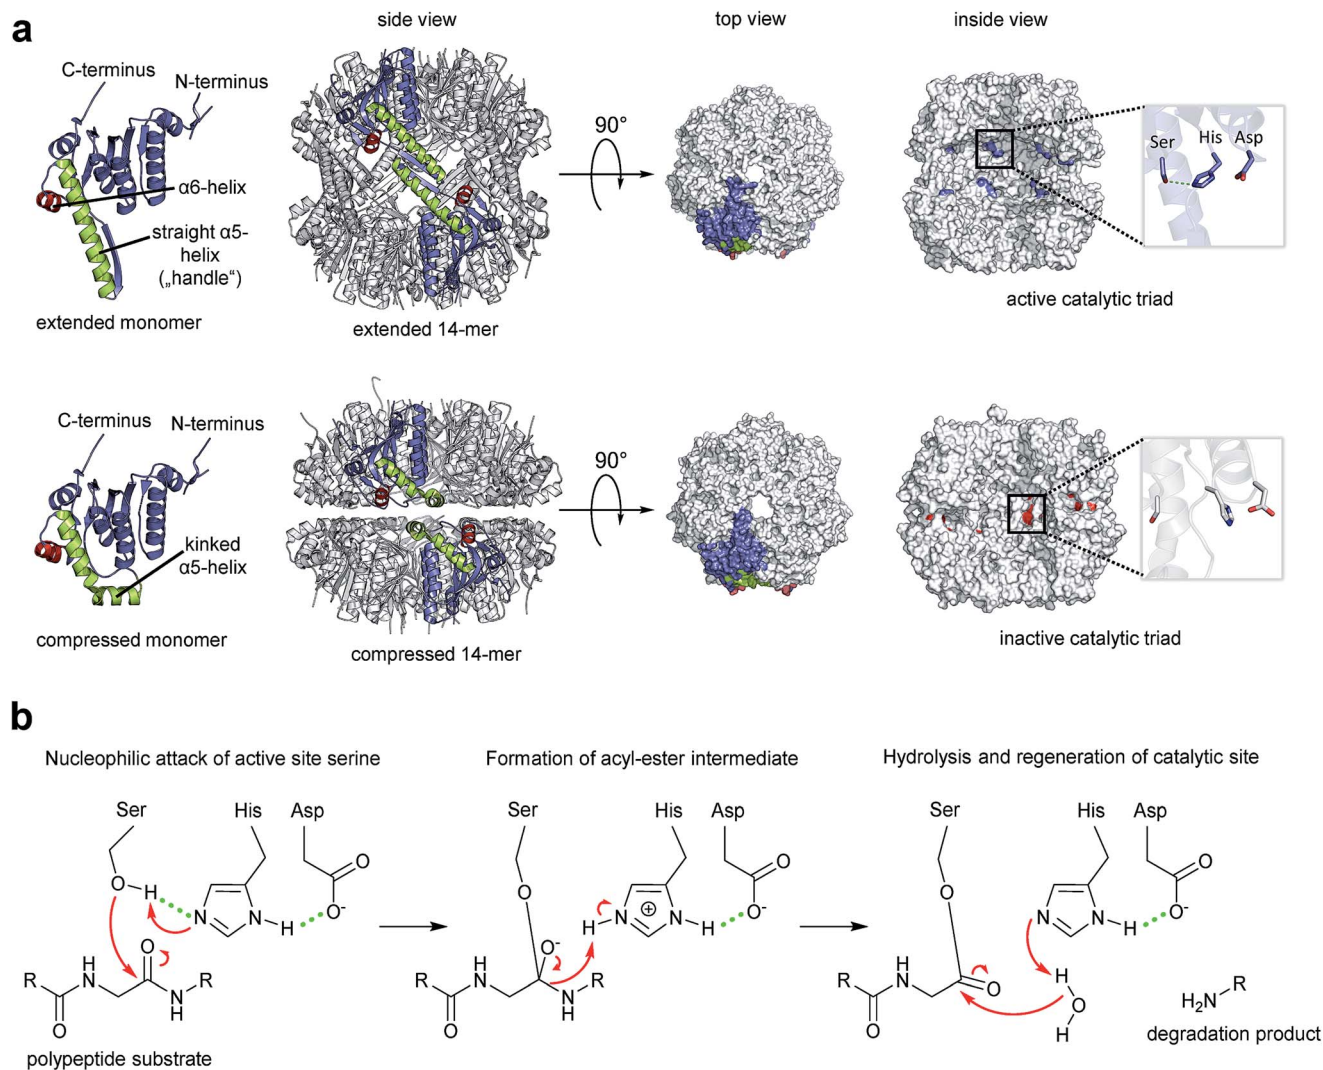 a
side view
top view
inside view
C-terminus
N-terminus
α6-helix
straight α5-
helix
(„handle“)
extended monomer
extended 14-mer
90°
Ser
His
Asp
active catalytic triad
C-terminus
N-terminus
kinked
α5-helix
compressed monomer
compressed 14-mer
90°
inactive catalytic triad
b
Nucleophilic attack of active site serine
Formation of acyl-ester intermediate
Hydrolysis and regeneration of catalytic site
Ser
His
Asp
O
H
N
N
H
O
O-
O
R
H
N
O
N
H
R
polypeptide substrate
Ser
His
Asp
O
H
N
⊕
N
H
O
O-
O-
R
H
N
O
N
H
R
Ser
His
Asp
O
N
N
H
O
O-
R
H
N
O
O
H
O
H
H₂N
R
degradation product